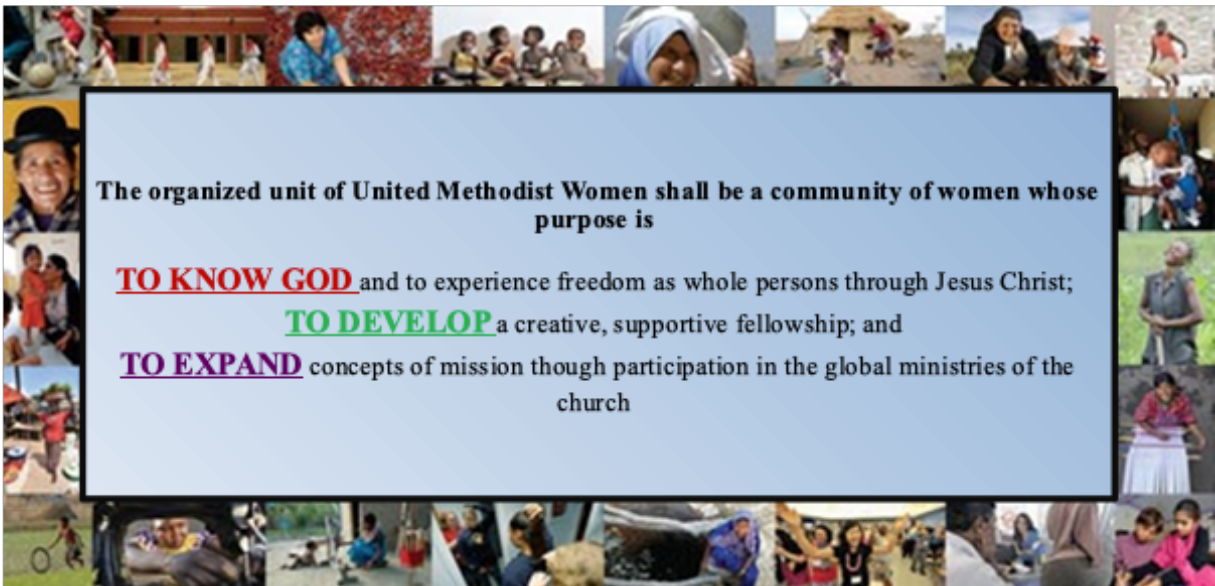 The organized unit of United Methodist Women shall be a community of women whose
purpose is
TO KNOW GOD and to experience freedom as whole persons through Jesus Christ;
TO DEVELOP a creative, supportive fellowship; and
TO EXPAND concepts of mission though participation in the global ministries of the
church